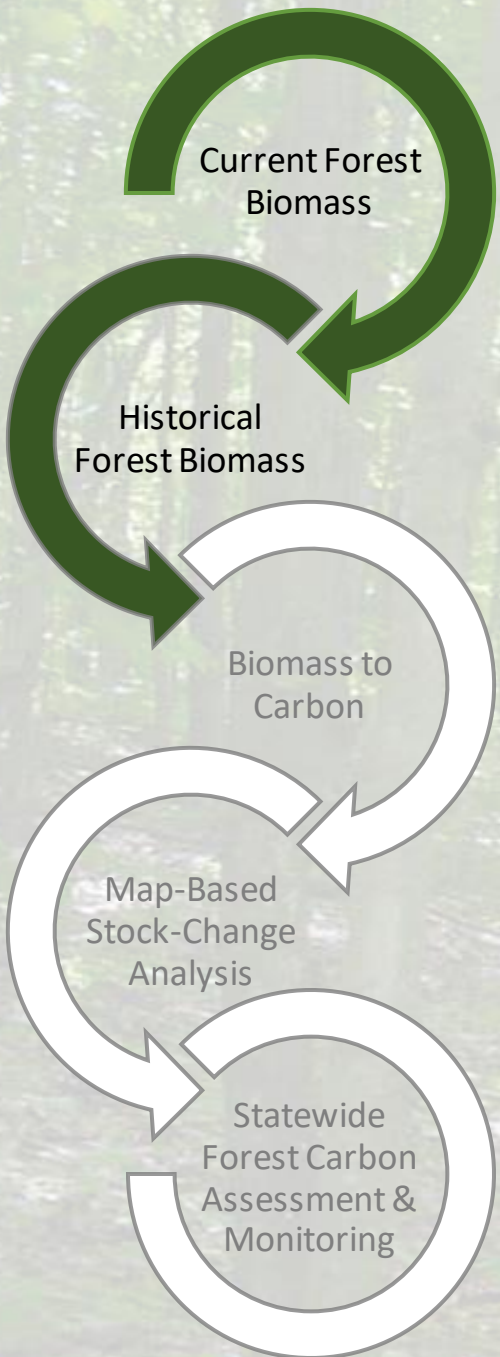 Current Forest
Biomass
Historical
Forest Biomass
Biomass to
Carbon
Map-Based
Stock-Change
Analysis
Statewide
Forest Carbon
Assessment &
Monitoring